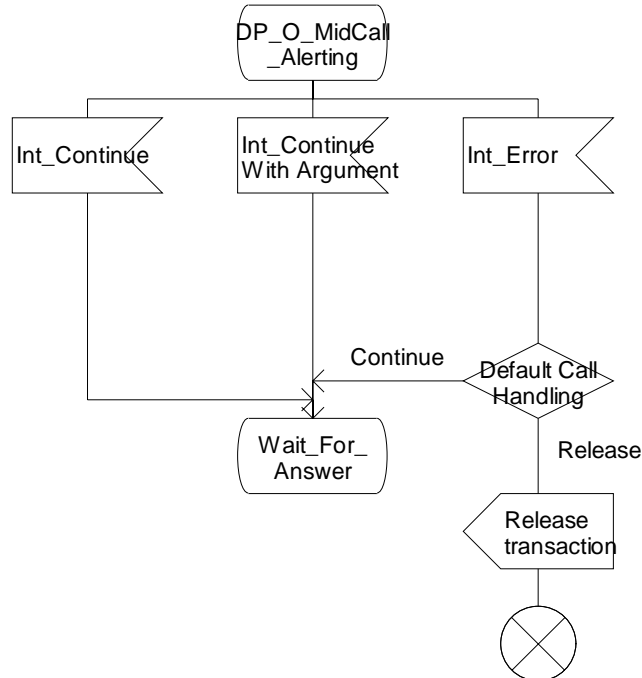 DP_O_MidCall
_Alerting
Int_Continue
Int_Continue
With Argument
Int_Error
Continue
Default Call
Handling
Wait_For_
Answer
Release
Release
transaction